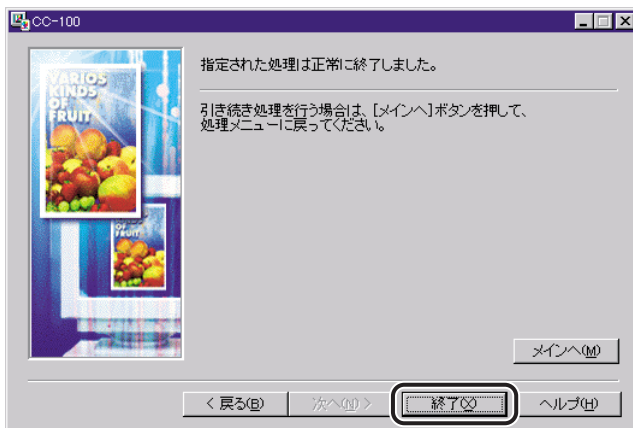 CC-100
VARIOS
KINDS
OF
FRUIT
指定された処理は正常に終了しました。
引き続き処理を行う場合は、[メインへ]ボタンを押して、
処理メニューに戻ってください。
メインへ(M)
< 戻る(B)
次へ(N) >
終了(X)
ヘルプ(H)